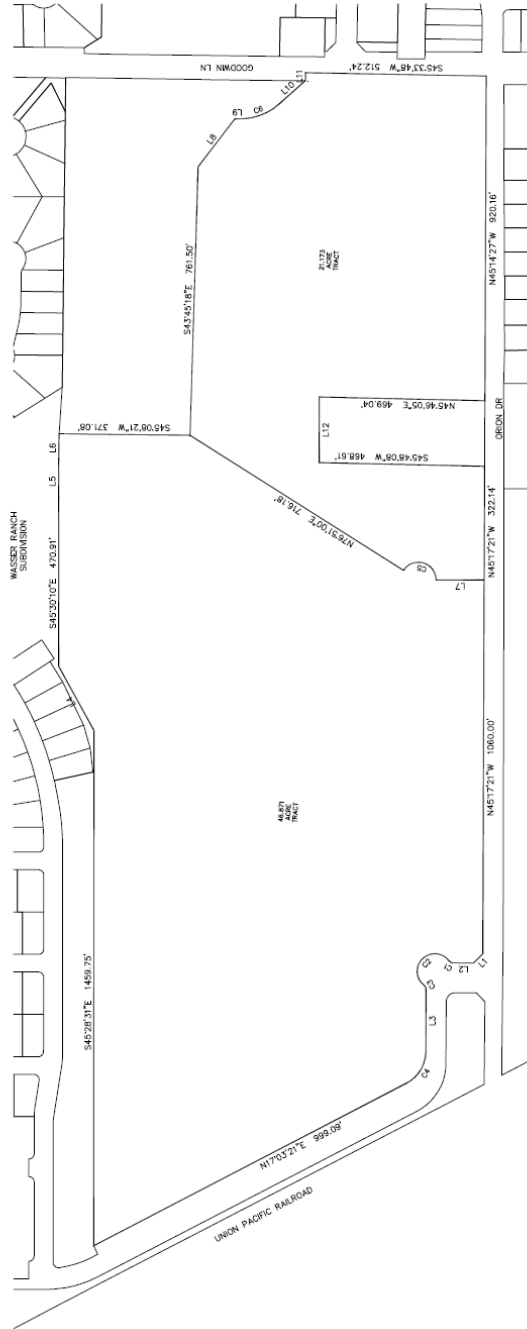 GOODWIN LN
S45°33'48"W 512.24'
L11
L10
C6
L9
L8
S43°45'18"E 761.50'
21.173
ACRE
TRACT
N45°14'27"W 920.16'
N45°46'05"E 469.04'
L12
S45°48'08"W 468.61'
ORION DR
S45°08'21"W 371.08'
L6
L5
WASSER RANCH
SUBDIVISION
S45°30'10"E 470.91'
N76°51'00"E
716.18'
C5
L7
N45°17'21"W 322.14'
L4
46.871
ACRE
TRACT
N45°17'21"W 1060.00'
S45°28'31"E 1459.75'
L1
L2
C1
C2
C3
L3
C4
N17°03'21"E 999.09'
UNION PACIFIC RAILROAD